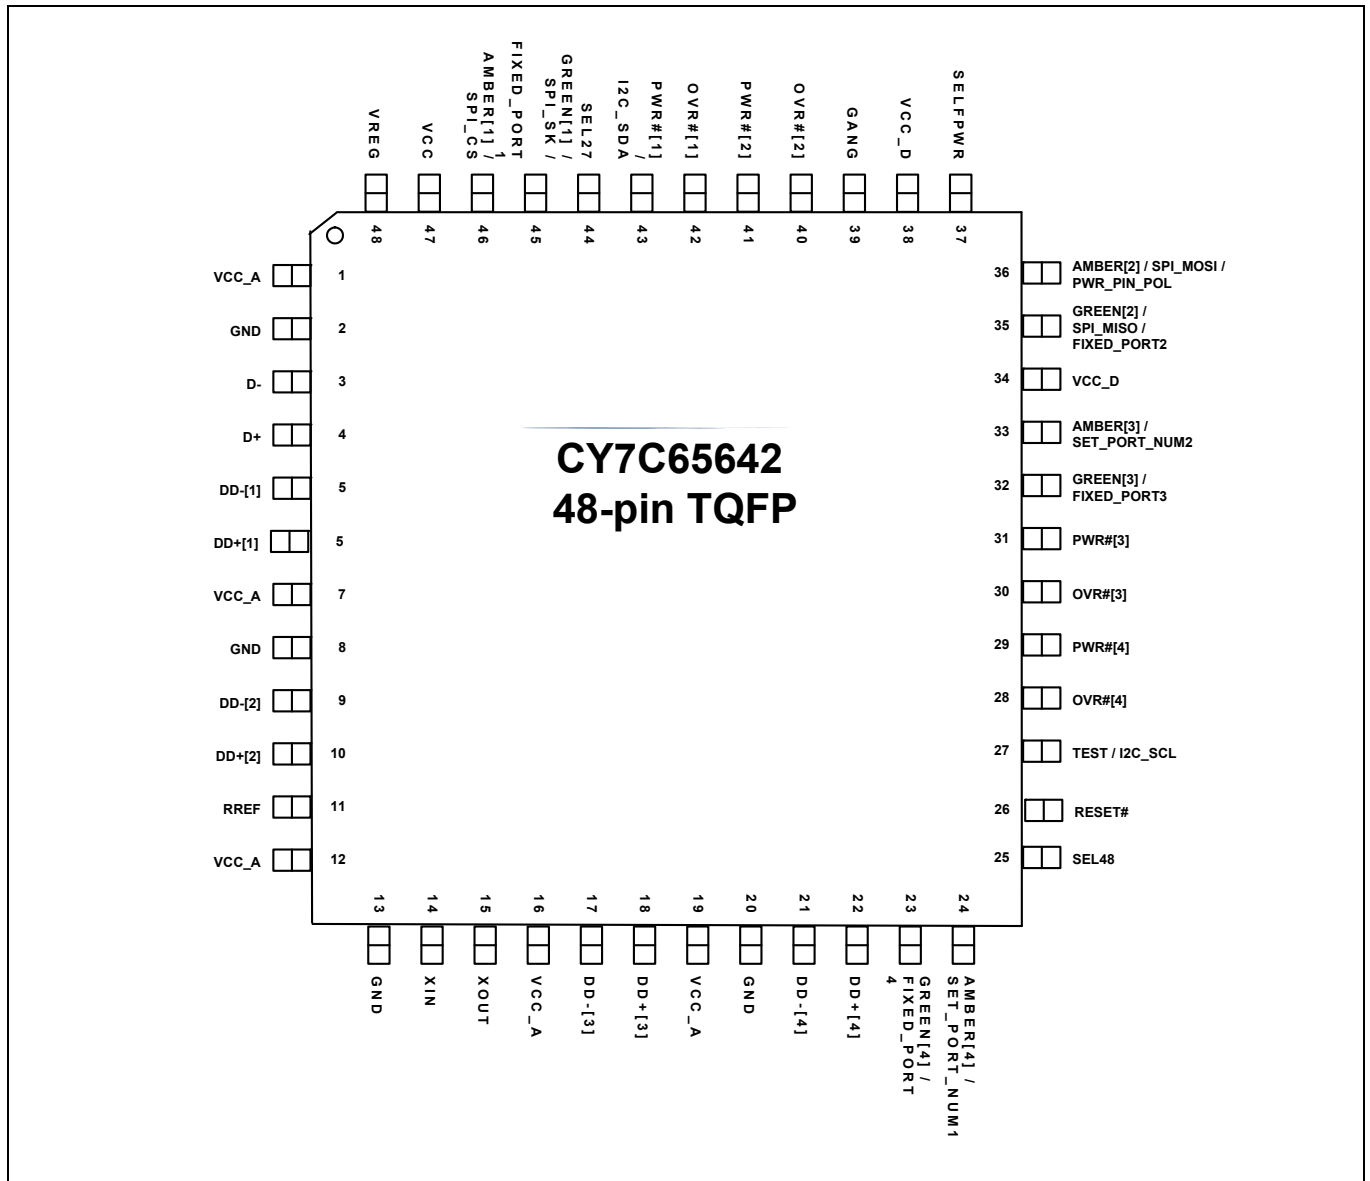 VREG
VCC
AMBER[1] /
SPI_CS
FIXED_PORT
1
GREEN[1] /
SPI_SK /
SEL27
PWR#[1]
/
I2C_SDA
OVR#[1]
PWR#[2]
OVR#[2]
GANG
VCC_D
SELFPWR
48
47
46
45
44
43
42
41
40
39
38
37
VCC_A
1
GND
2
D-
3
D+
4
DD-[1]
5
DD+[1]
5
VCC_A
7
GND
8
DD-[2]
9
DD+[2]
10
RREF
11
VCC_A
12
CY7C65642
48-pin TQFP
36
AMBER[2] / SPI_MOSI /
PWR_PIN_POL
35
GREEN[2] /
SPI_MISO /
FIXED_PORT2
34
VCC_D
33
AMBER[3] /
SET_PORT_NUM2
32
GREEN[3] /
FIXED_PORT3
31
PWR#[3]
30
OVR#[3]
29
PWR#[4]
28
OVR#[4]
27
TEST / I2C_SCL
26
RESET#
25
SEL48
13
14
15
16
17
18
19
20
21
22
23
24
GND
XIN
XOUT
VCC_A
DD-[3]
DD+[3]
VCC_A
GND
DD-[4]
DD+[4]
GREEN[4] /
FIXED_PORT
4
AMBER[4] /
SET_PORT_NUM1